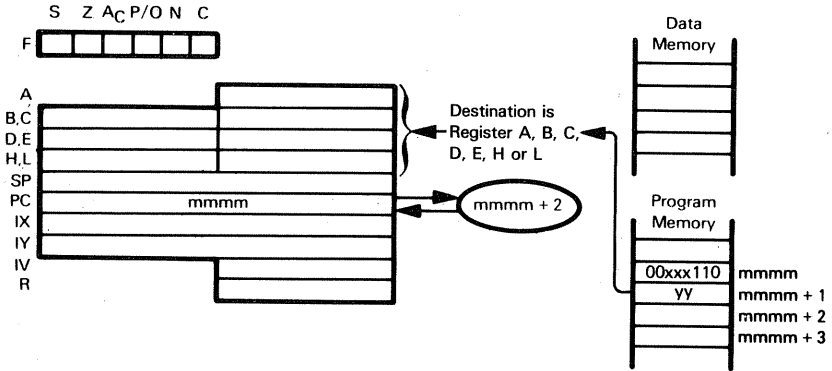 S Z AC P/O N C
F
A
B,C
D,E
H,L
SP
PC
IX
IY
IV
R
mmmm
Destination is
Register A, B, C,
D, E, H or L
mmmm + 2
Data
Memory
Program
Memory
00xxx110 mmmm
yy mmmm + 1
mmmm + 2
mmmm + 3